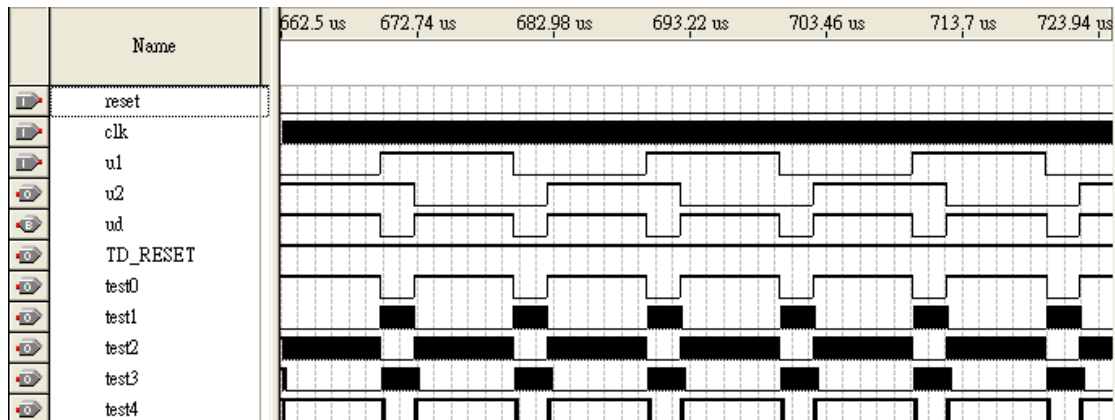 662.5 us 672.74 us 682.98 us 693.22 us 703.46 us 713.7 us 723.94 us
Name
reset
clk
u1
u2
ud
TD_RESET
test0
test1
test2
test3
test4